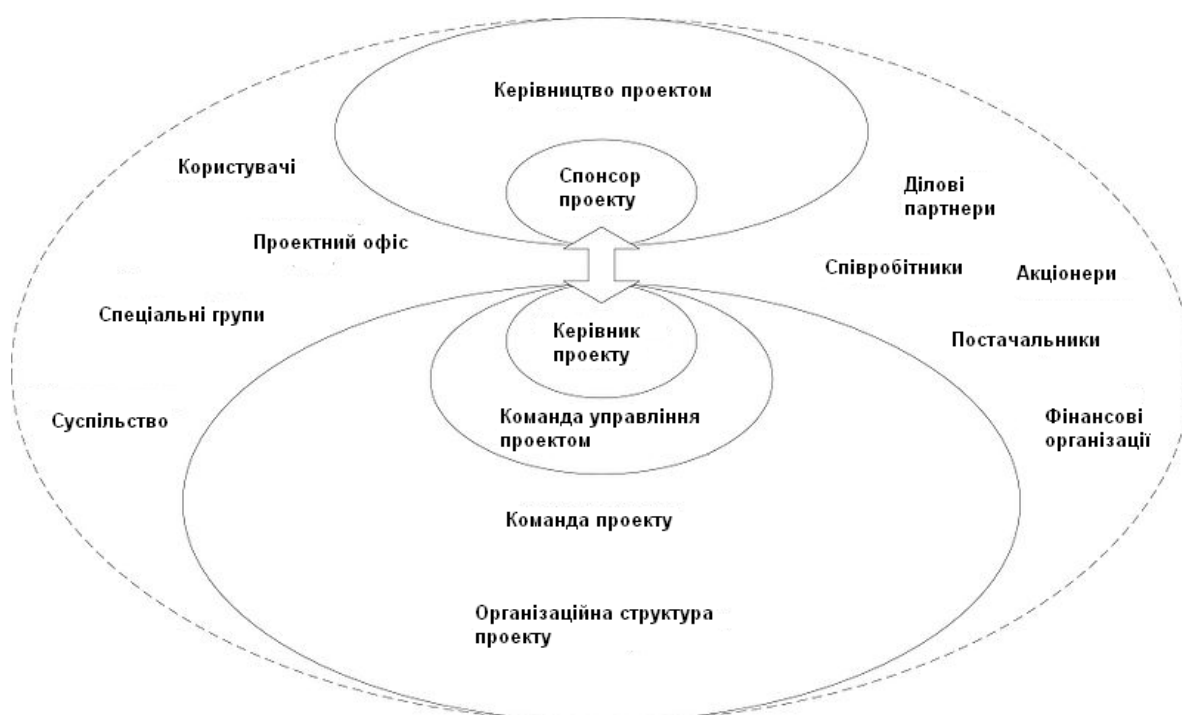 Керівництво проектом
Користувачі
Спонсор
проекту
Ділові
партнери
Проектний офіс
Співробітники
Акціонери
Спеціальні групи
Керівник
проекту
Постачальники
Суспільство
Команда управління
проектом
Фінансові
організації
Команда проекту
Організаційна структура
проекту